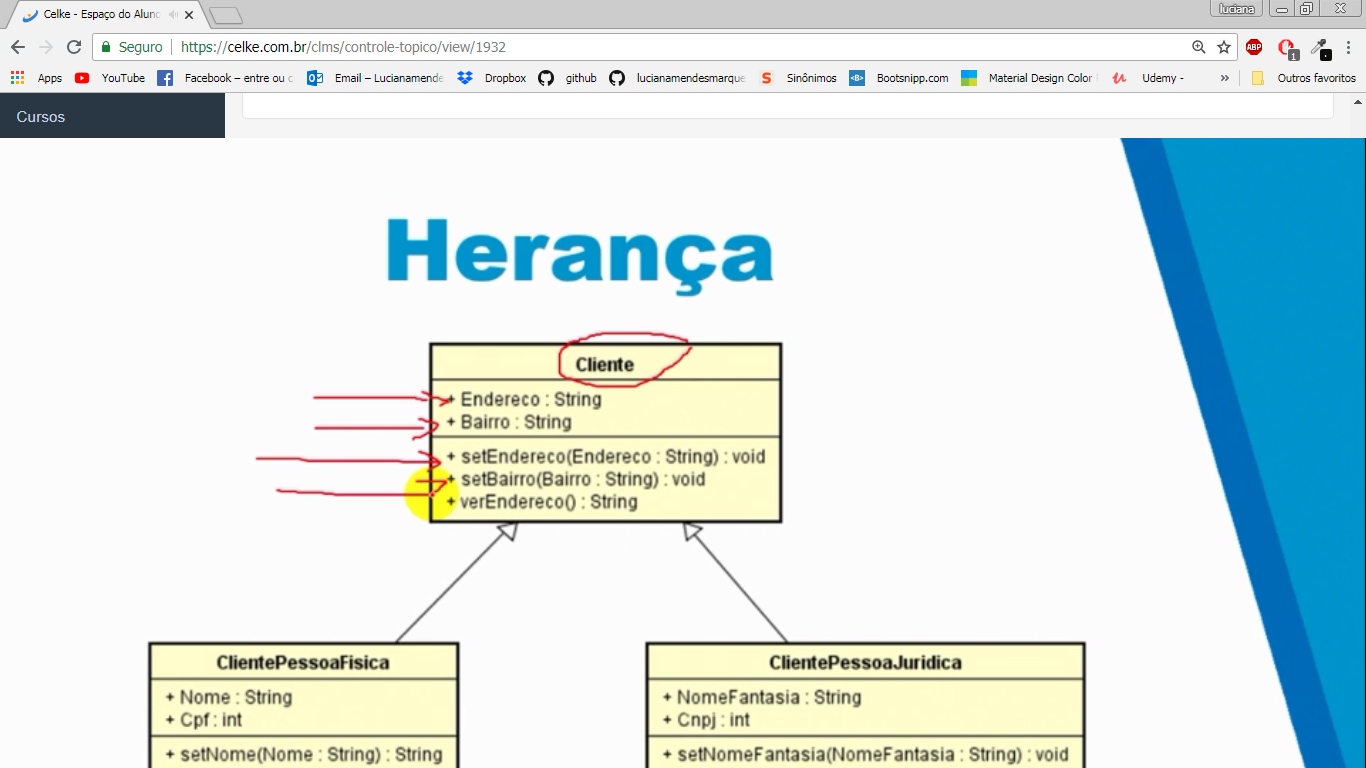 Celke - Espaço do Aluno
luciana
Seguro
https://celke.com.br/clms/controle-topico/view/1932
ABP
1
Apps
YouTube
Facebook – entre ou c
Email – Lucianamende
Dropbox
github
lucianamendesmarque
S
Sinônimos
Bootsnipp.com
Material Design Color
Udemy -
»
Outros favoritos
Cursos
Herança
Cliente
+ Endereco : String
+ Bairro : String
+ setEndereco(Endereco : String) : void
+ setBairro(Bairro : String) : void
+ verEndereco() : String
ClientePessoaFisica
+ Nome : String
+ Cpf : int
+ setNome(Nome : String) : String
ClientePessoaJuridica
+ NomeFantasia : String
+ Cnpj : int
+ setNomeFantasia(NomeFantasia : String) : void